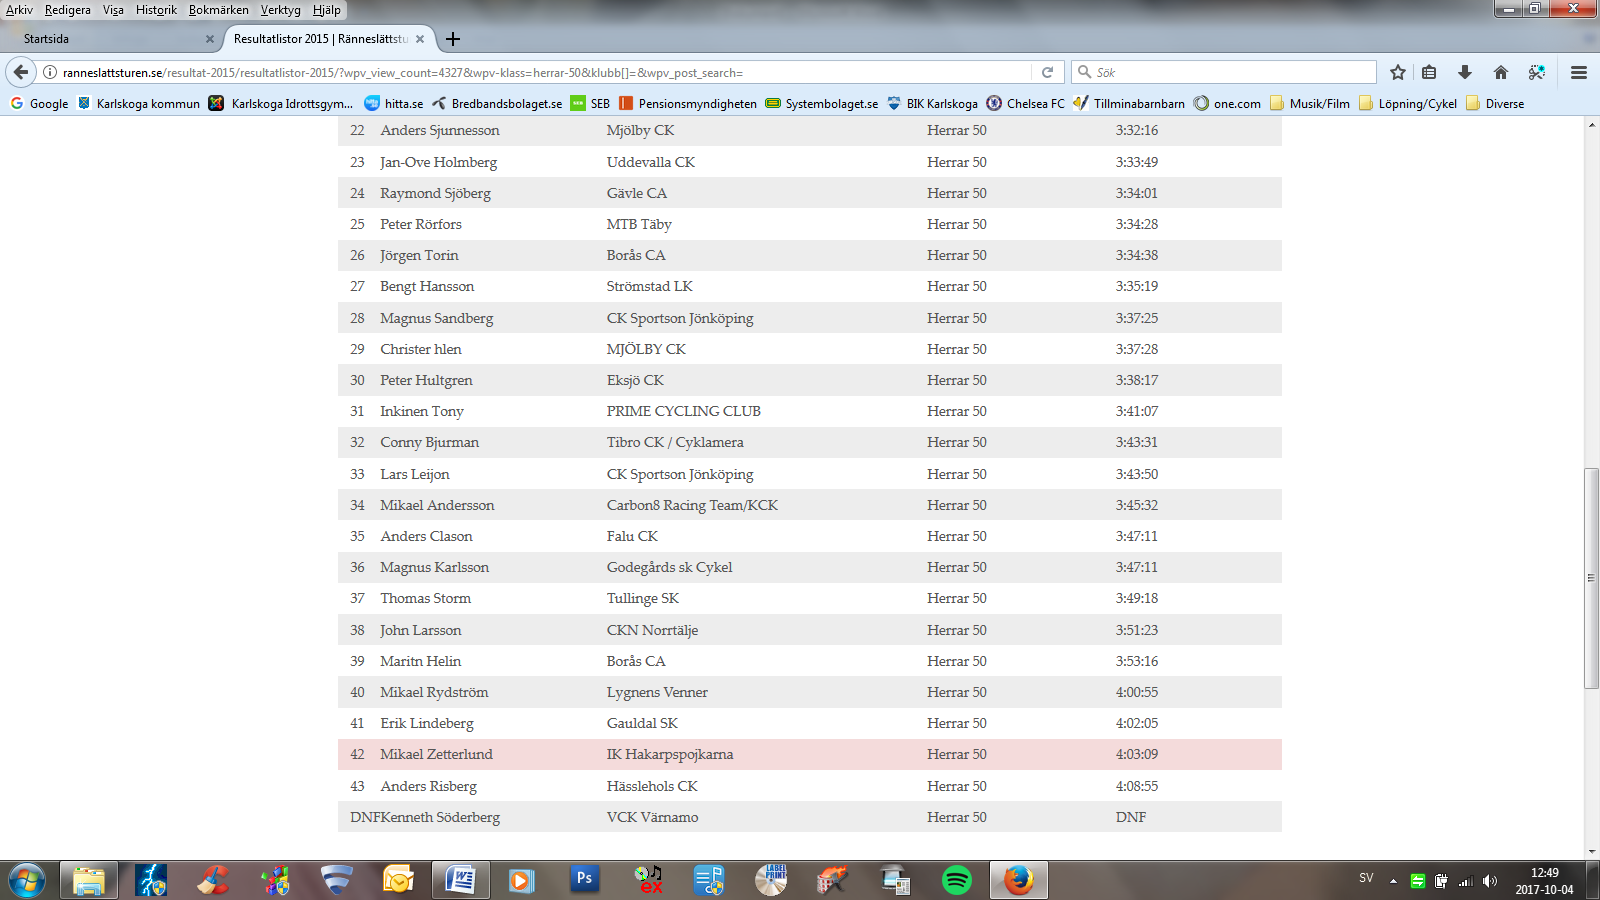 Arkiv Redigera Visa Historik Bokmärken Verktyg Hjälp
Startsida Resultatlistor 2015 | Ränneslättstu
ranneslattsturen.se/resultat-2015/resultatlistor-2015/?wpv_view_count=4327&wpv-klass=herrar-50&klubb[]=&wpv_post_search= Sök
Google Karlskoga kommun Karlskoga Idrottsgym... hitta.se Bredbandsbolaget.se SEB Pensionsmyndigheten Systembolaget.se BIK Karlskoga Chelsea FC Tillminabarnbarn one.com Musik/Film Löpning/Cykel Diverse
22 Anders Sjunnesson Mjölby CK Herrar 50 3:32:16
23 Jan-Ove Holmberg Uddevalla CK Herrar 50 3:33:49
24 Raymond Sjöberg Gävle CA Herrar 50 3:34:01
25 Peter Rörfors MTB Täby Herrar 50 3:34:28
26 Jörgen Torin Borås CA Herrar 50 3:34:38
27 Bengt Hansson Strömstad LK Herrar 50 3:35:19
28 Magnus Sandberg CK Sportson Jönköping Herrar 50 3:37:25
29 Christer hlen MJÖLBY CK Herrar 50 3:37:28
30 Peter Hultgren Eksjö CK Herrar 50 3:38:17
31 Inkinen Tony PRIME CYCLING CLUB Herrar 50 3:41:07
32 Conny Bjurman Tibro CK / Cyklamera Herrar 50 3:43:31
33 Lars Leijon CK Sportson Jönköping Herrar 50 3:43:50
34 Mikael Andersson Carbon8 Racing Team/KCK Herrar 50 3:45:32
35 Anders Clason Falu CK Herrar 50 3:47:11
36 Magnus Karlsson Godegårds sk Cykel Herrar 50 3:47:11
37 Thomas Storm Tullinge SK Herrar 50 3:49:18
38 John Larsson CKN Norrtälje Herrar 50 3:51:23
39 Maritn Helin Borås CA Herrar 50 3:53:16
40 Mikael Rydström Lygnens Venner Herrar 50 4:00:55
41 Erik Lindeberg Gauldal SK Herrar 50 4:02:05
42 Mikael Zetterlund IK Hakarpspojkarna Herrar 50 4:03:09
43 Anders Risberg Hässlehols CK Herrar 50 4:08:55
DNFKenneth Söderberg VCK Värnamo Herrar 50 DNF
Ps ex LABEL PRINT SV 12:49
2017-10-04